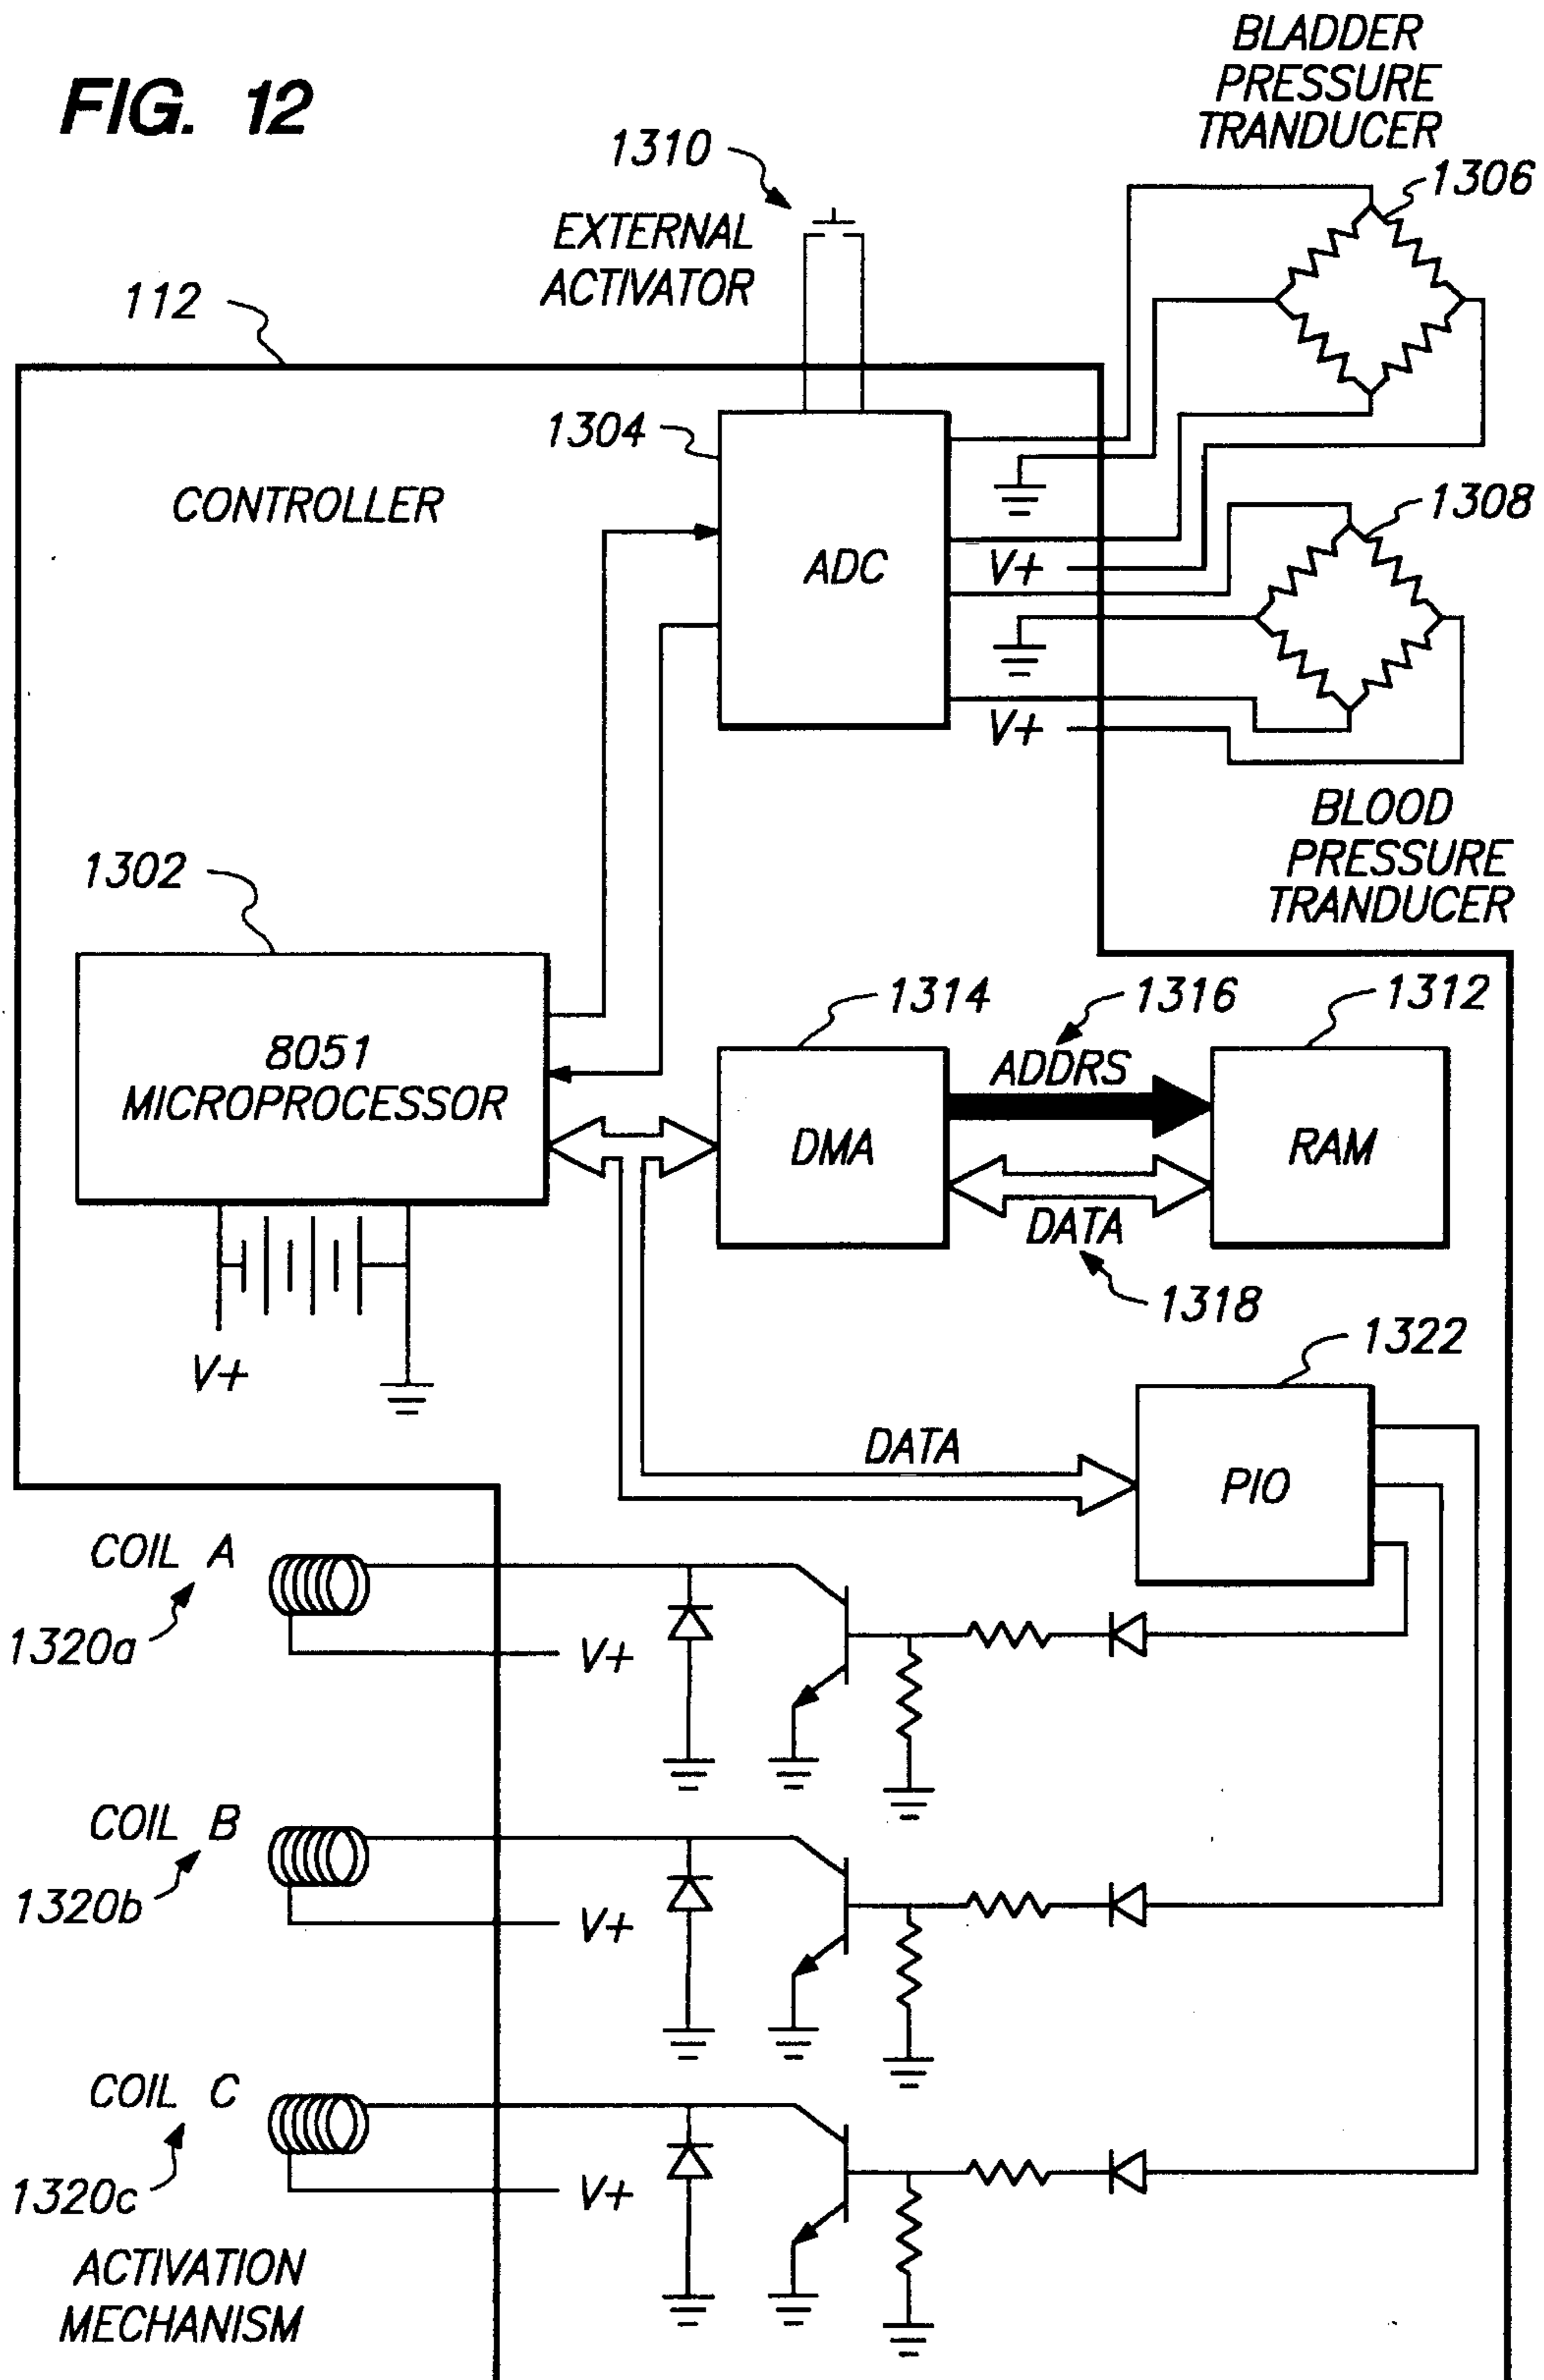 FIG. 12
BLADDER
PRESSURE
TRANDUCER
1306
1310
EXTERNAL
ACTIVATOR
112
1304
CONTROLLER
ADC
V+
1308
V+
BLOOD
PRESSURE
TRANDUCER
1302
8051
MICROPROCESSOR
V+
1314
DMA
1316
ADDRS
1312
RAM
DATA
1318
1322
DATA
PIO
COIL A
1320a
V+
COIL B
1320b
V+
COIL C
1320c
V+
ACTIVATION
MECHANISM